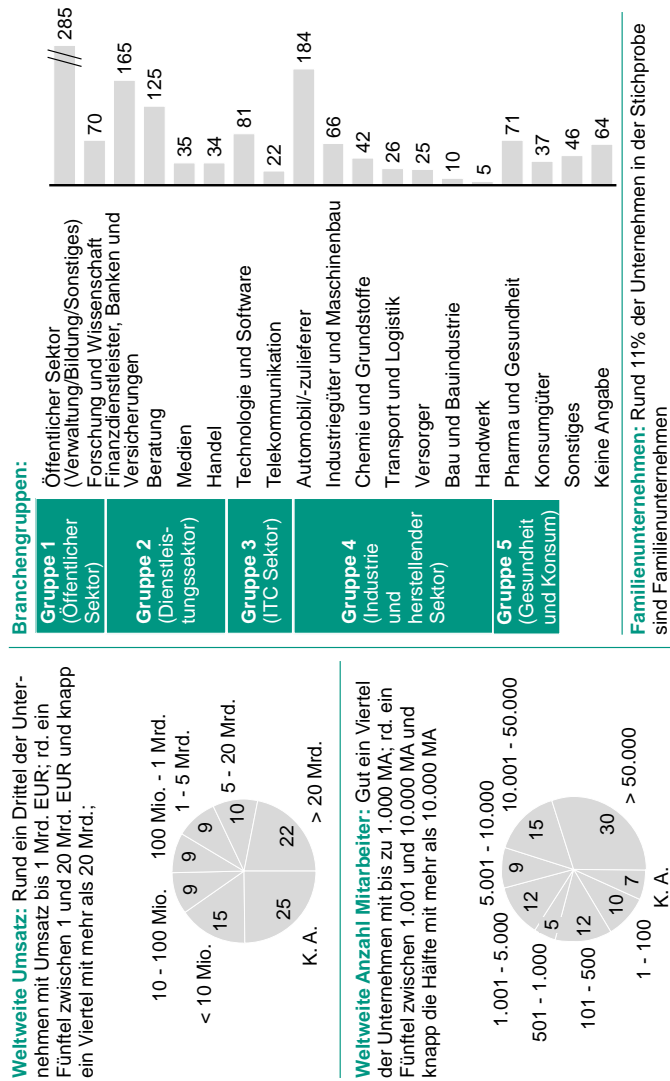 Weltweite Umsatz: Rund ein Drittel der Unter-
nehmen mit Umsatz bis 1 Mrd. EUR; rd. ein
Fünftel zwischen 1 und 20 Mrd. EUR und knapp
ein Viertel mit mehr als 20 Mrd.;
10 - 100 Mio.
100 Mio. - 1 Mrd.
1 - 5 Mrd.
5 - 20 Mrd.
> 20 Mrd.
K. A.
< 10 Mio.
9
9
9
10
22
25
15
Weltweite Anzahl Mitarbeiter: Gut ein Viertel
der Unternehmen mit bis zu 1.000 MA; rd. ein
Fünftel zwischen 1.001 und 10.000 MA und
knapp die Hälfte mit mehr als 10.000 MA
1.001 - 5.000
5.001 - 10.000
10.001 - 50.000
> 50.000
K. A.
1 - 100
101 - 500
501 - 1.000
12
9
15
30
7
10
12
5
Branchengruppen:
Gruppe 1
(Öffentlicher
Sektor)
Öffentlicher Sektor
(Verwaltung/Bildung/Sonstiges)
285
Forschung und Wissenschaft
70
Gruppe 2
(Dienstleis-
tungssektor)
Finanzdienstleister, Banken und
Versicherungen
165
Beratung
125
Medien
35
Handel
34
Gruppe 3
(ITC Sektor)
Technologie und Software
81
Telekommunikation
22
Gruppe 4
(Industrie
und
herstellender
Sektor)
Automobil/-zulieferer
184
Industriegüter und Maschinenbau
66
Chemie und Grundstoffe
42
Transport und Logistik
26
Versorger
25
Bau und Bauindustrie
10
Handwerk
5
Gruppe 5
(Gesundheit
und Konsum)
Pharma und Gesundheit
71
Konsumgüter
37
Sonstiges
46
Keine Angabe
64
Familienunternehmen: Rund 11% der Unternehmen in der Stichprobe
sind Familienunternehmen